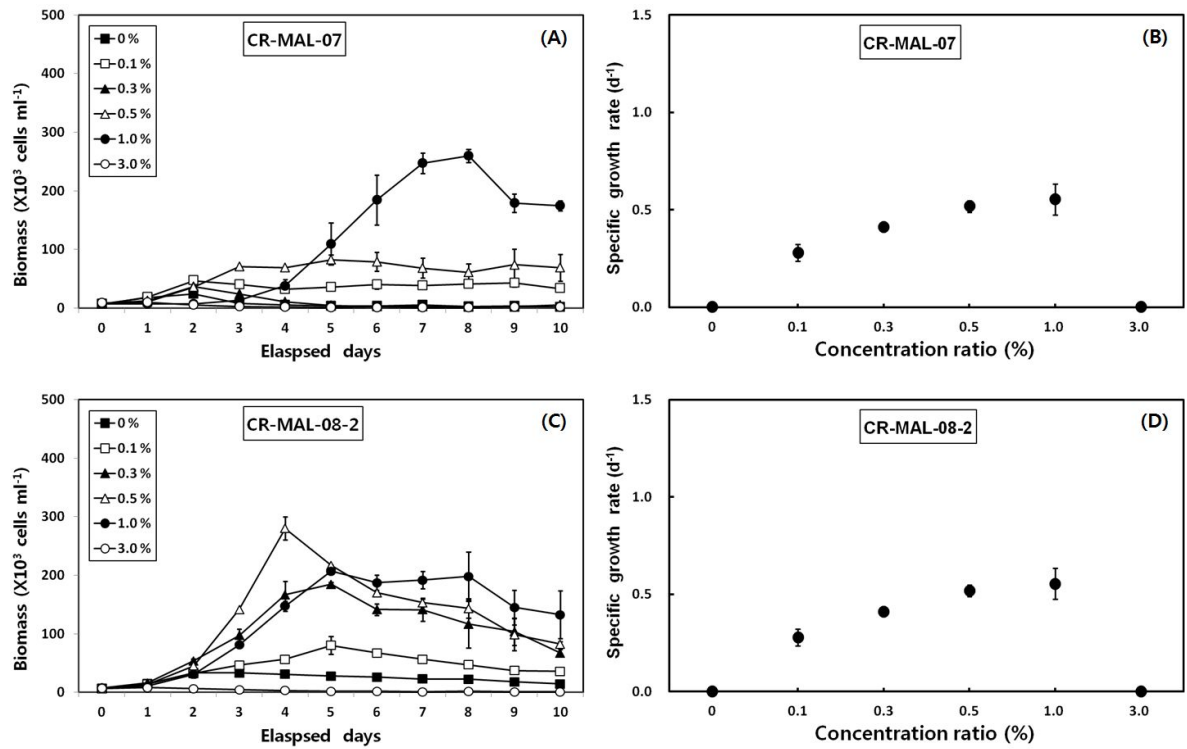 CR-MAL-07
(A)
0 %
0.1 %
0.3 %
0.5 %
1.0 %
3.0 %
500
400
300
200
100
0
Biomass (X10³ cells ml⁻¹)
0 1 2 3 4 5 6 7 8 9 10
Elaspsed days
CR-MAL-07
(B)
1.5
1.0
0.5
0.0
Specific growth rate (d⁻¹)
0 0.1 0.3 0.5 1.0 3.0
Concentration ratio (%)
CR-MAL-08-2
(C)
0 %
0.1 %
0.3 %
0.5 %
1.0 %
3.0 %
500
400
300
200
100
0
Biomass (X10³ cells ml⁻¹)
0 1 2 3 4 5 6 7 8 9 10
Elaspsed days
CR-MAL-08-2
(D)
1.5
1.0
0.5
0.0
Specific growth rate (d⁻¹)
0 0.1 0.3 0.5 1.0 3.0
Concentration ratio (%)